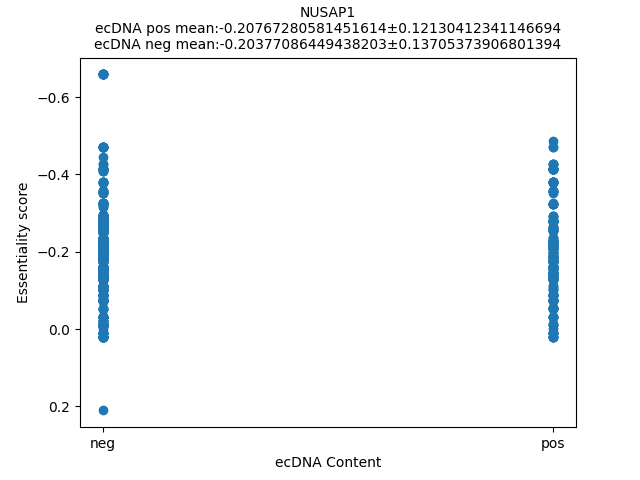 NUSAP1
ecDNA pos mean:-0.20767280581451614±0.12130412341146694
ecDNA neg mean:-0.20377086449438203±0.13705373906801394
−0.6
−0.4
−0.2
0.0
0.2
Essentiality score
neg
pos
ecDNA Content